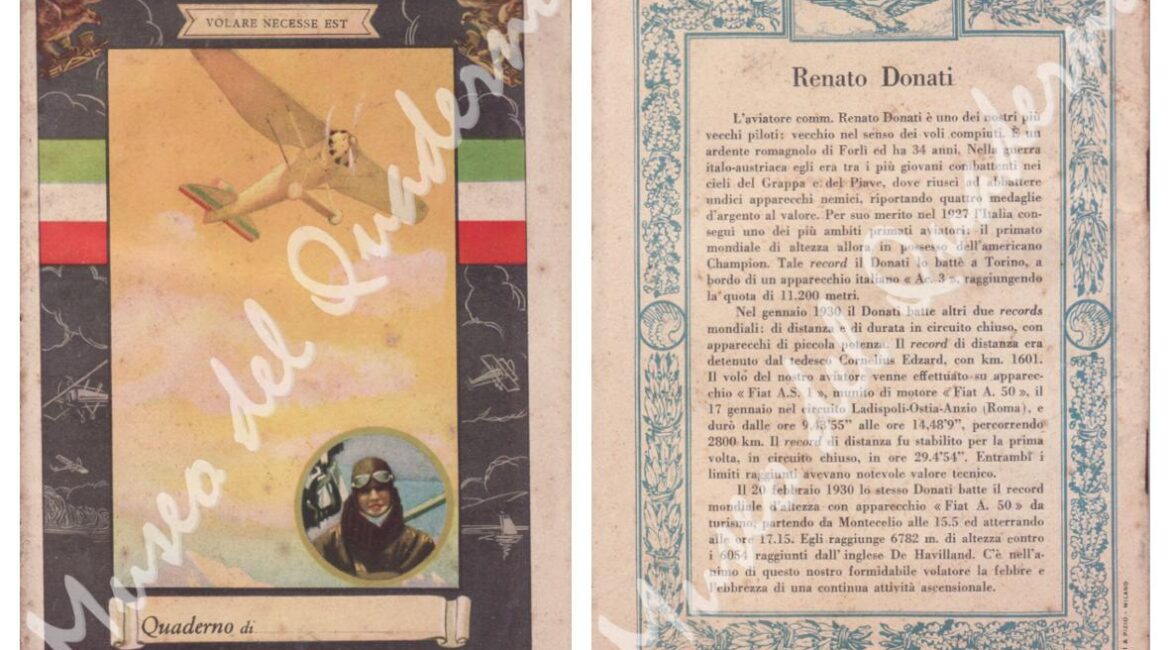 VOLARE NECESSE EST
Quaderno di
Museo del Quaderno
Renato Donati
L'aviatore comm. Renato Donati è uno dei nostri più
vecchi piloti: vecchio nel senso dei voli compiuti. È un
ardente romagnolo di Forlì ed ha 34 anni. Nella guerra
italo-austriaca egli era tra i più giovani combattenti nei
cieli del Grappa e del Piave, dove riuscì ad abbattere
undici apparecchi nemici, riportando quattro medaglie
d'argento al valore. Per suo merito nel 1927 l'Italia con-
seguì uno dei più ambiti primati aviatori: il primato
mondiale di altezza allora in possesso dell'americano
Champion. Tale record il Donati lo battè a Torino, a
bordo di un apparecchio italiano « Ac. 3 », raggiungendo
la quota di 11.200 metri.
Nel gennaio 1930 il Donati batte altri due records
mondiali: di distanza e di durata in circuito chiuso, con
apparecchi di piccola potenza. Il record di distanza era
detenuto dal tedesco Cornelius Edzard, con km. 1601.
Il volo del nostro aviatore venne effettuato su apparec-
chio « Fiat A.S. 1 », munito di motore « Fiat A. 50 », il
17 gennaio nel circuito Ladispoli-Ostia-Anzio (Roma), e
durò dalle ore 9.43'55" alle ore 14.48'9", percorrendo
2800 km. Il record di distanza fu stabilito per la prima
volta, in circuito chiuso, in ore 29.4'54". Entrambi i
limiti raggiunti avevano notevole valore tecnico.
Il 20 febbraio 1930 lo stesso Donati batte il record
mondiale d'altezza con apparecchio « Fiat A. 50 » da
turismo, partendo da Montecelio alle 15.5 ed atterrando
alle ore 17.15. Egli raggiunge 6782 m. di altezza contro
i 6054 raggiunti dall'inglese De Havilland. C'è nell'a-
nimo di questo nostro formidabile volatore la febbre e
l'ebbrezza di una continua attività ascensionale.
A PIZIO - MILANO
Museo del Quaderno